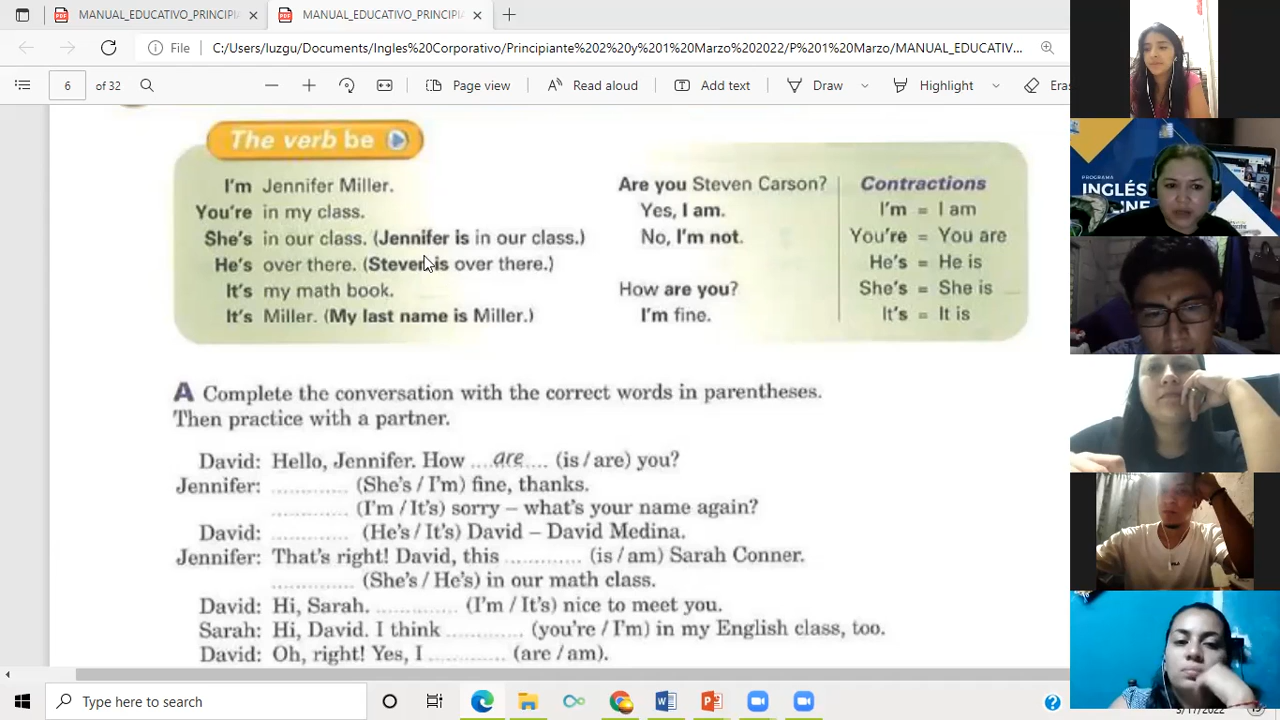 MANUAL_EDUCATIVO_PRINCIPIA
MANUAL_EDUCATIVO_PRINCIPIA
File
C:/Users/luzgu/Documents/Ingles%20Corporativo/Principiante%202%20y%201%20Marzo%202022/P%201%20Marzo/MANUAL_EDUCATIV...
6 of 32
Page view
Read aloud
Add text
Draw
Highlight
Eras
The verb be
I'm Jennifer Miller.
You're in my class.
She's in our class. (Jennifer is in our class.)
He's over there. (Steven is over there.)
It's my math book.
It's Miller. (My last name is Miller.)
Are you Steven Carson?
Yes, I am.
No, I'm not.
How are you?
I'm fine.
Contractions
I'm = I am
You're = You are
He's = He is
She's = She is
It's = It is
A Complete the conversation with the correct words in parentheses.
Then practice with a partner.
David: Hello, Jennifer. How ....are.... (is / are) you?
Jennifer: ............ (She's / I'm) fine, thanks.
............ (I'm / It's) sorry – what's your name again?
David: ............ (He's / It's) David – David Medina.
Jennifer: That's right! David, this ............ (is / am) Sarah Conner.
............ (She's / He's) in our math class.
David: Hi, Sarah. ............ (I'm / It's) nice to meet you.
Sarah: Hi, David. I think ............ (you're / I'm) in my English class, too.
David: Oh, right! Yes, I ............ (are / am).
PROGRAMA
INGLÉS
Type here to search